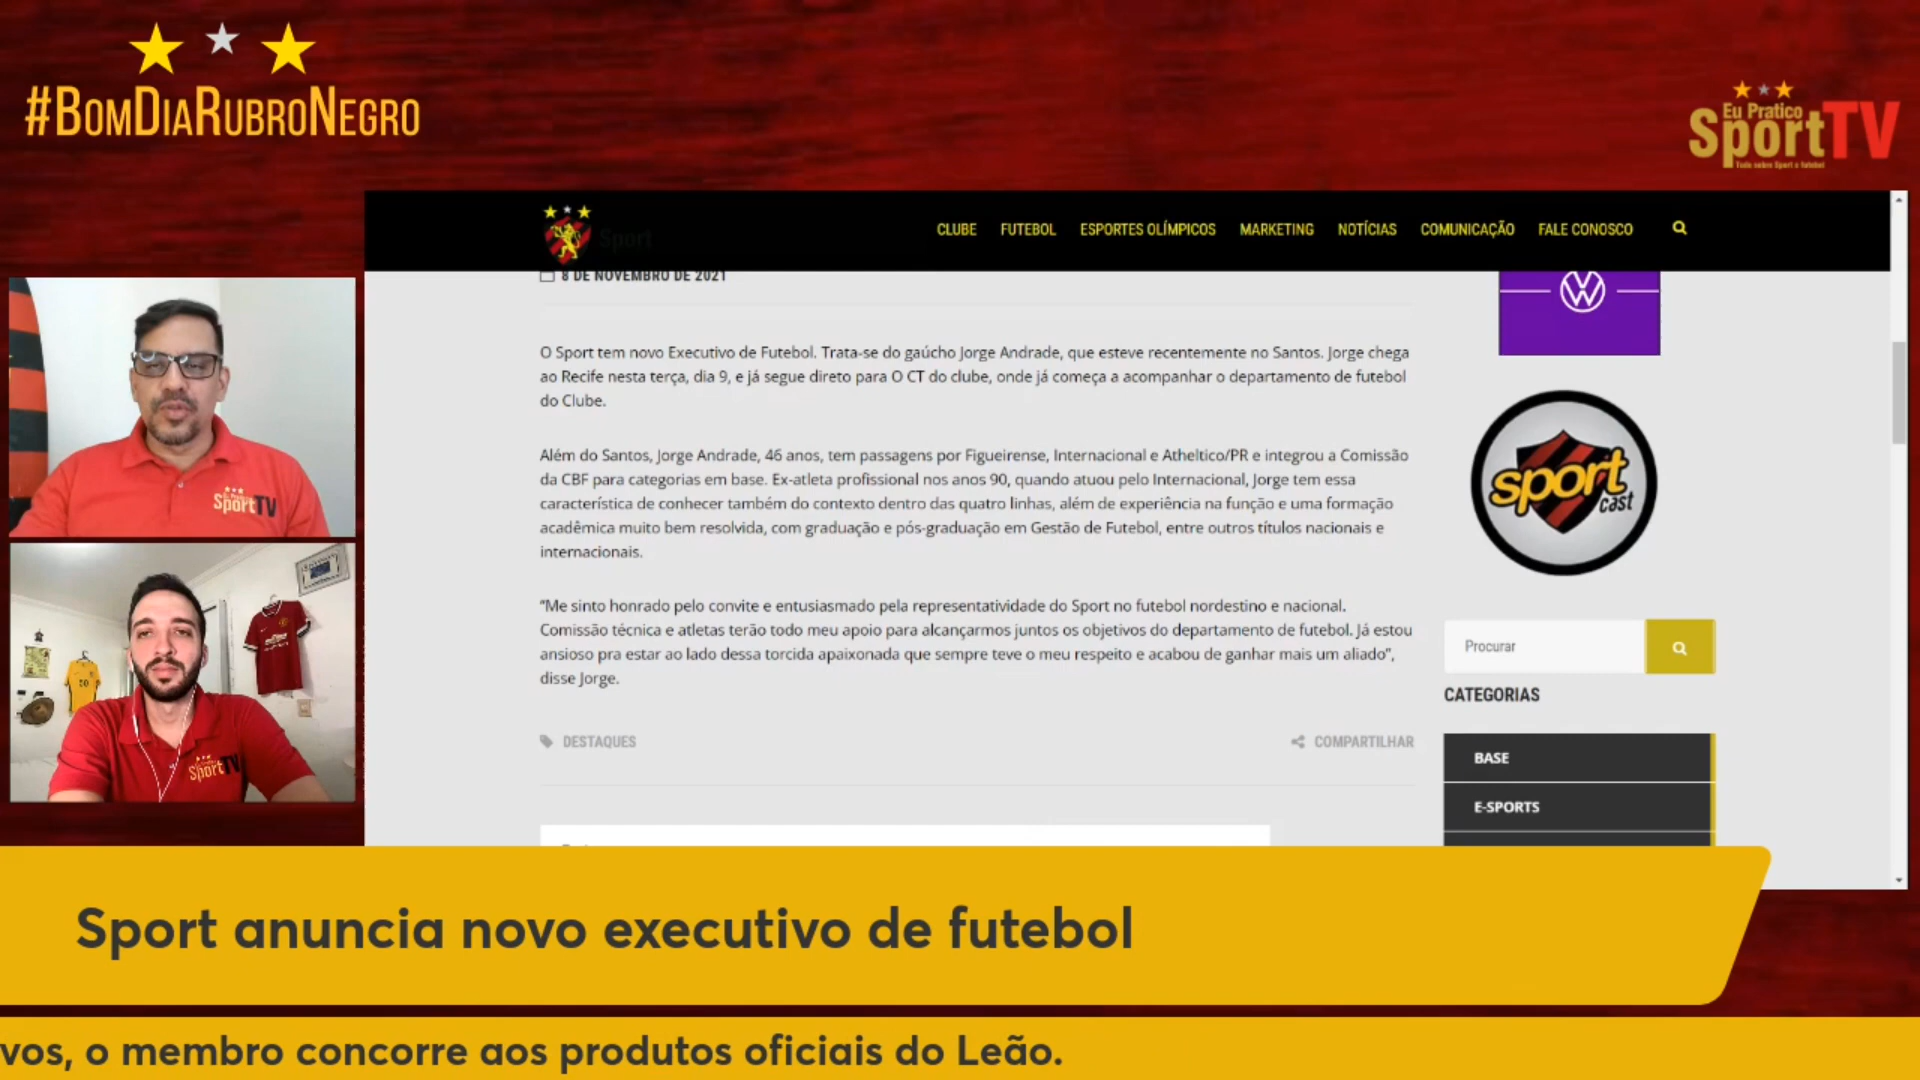 #BOMDIARUBRONEGRO
Eu Pratico
SportTV
Tudo sobre Sport e futebol
Sport
CLUBE FUTEBOL ESPORTES OLÍMPICOS MARKETING NOTÍCIAS COMUNICAÇÃO FALE CONOSCO
8 DE NOVEMBRO DE 2021
O Sport tem novo Executivo de Futebol. Trata-se do gaúcho Jorge Andrade, que esteve recentemente no Santos. Jorge chega
ao Recife nesta terça, dia 9, e já segue direto para O CT do clube, onde já começa a acompanhar o departamento de futebol
do Clube.
Além do Santos, Jorge Andrade, 46 anos, tem passagens por Figueirense, Internacional e Atheltico/PR e integrou a Comissão
da CBF para categorias em base. Ex-atleta profissional nos anos 90, quando atuou pelo Internacional, Jorge tem essa
característica de conhecer também do contexto dentro das quatro linhas, além de experiência na função e uma formação
acadêmica muito bem resolvida, com graduação e pós-graduação em Gestão de Futebol, entre outros títulos nacionais e
internacionais.
“Me sinto honrado pelo convite e entusiasmado pela representatividade do Sport no futebol nordestino e nacional.
Comissão técnica e atletas terão todo meu apoio para alcançarmos juntos os objetivos do departamento de futebol. Já estou
ansioso pra estar ao lado dessa torcida apaixonada que sempre teve o meu respeito e acabou de ganhar mais um aliado”,
disse Jorge.
DESTAQUES
COMPARTILHAR
sport
cast
Procurar
CATEGORIAS
BASE
E-SPORTS
Eu Pratico
SportTV
SportTV
Sport anuncia novo executivo de futebol
vos, o membro concorre aos produtos oficiais do Leão.